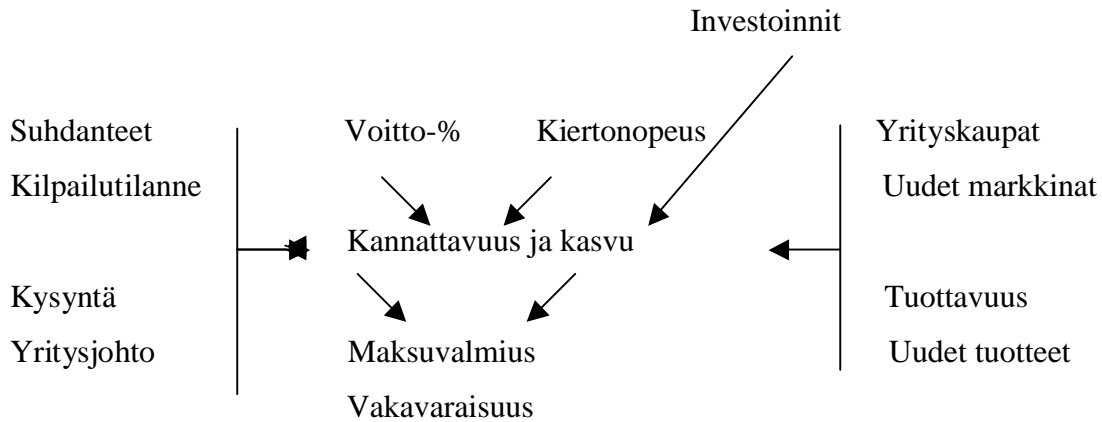 Investoinnit
Suhdanteet Voitto-% Kiertonopeus Yrityskaupat
Kilpailutilanne Uudet markkinat
Kannattavuus ja kasvu
Kysyntä Tuottavuus
Yritysjohto Maksuvalmius Uudet tuotteet
Vakavaraisuus